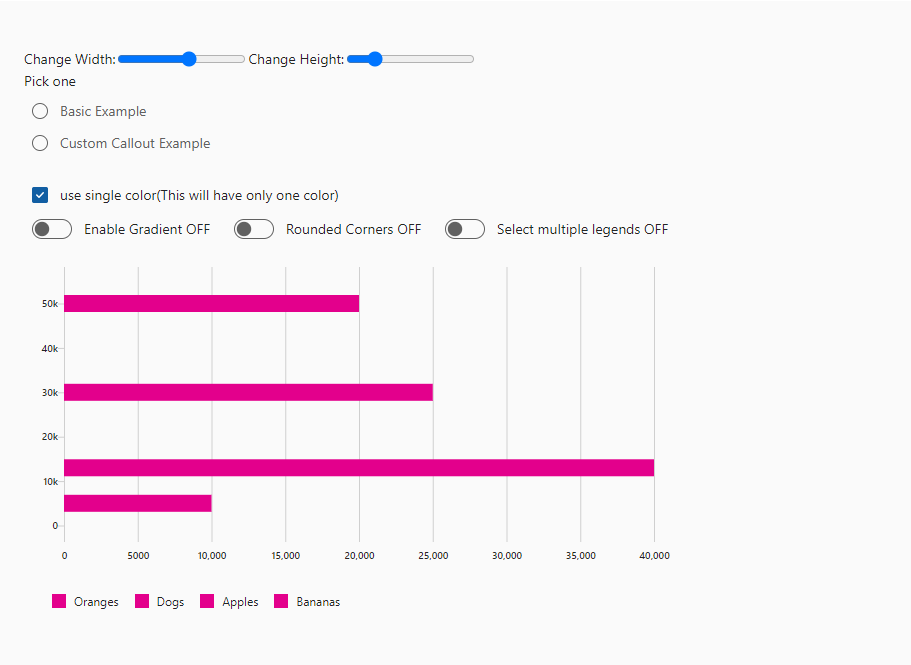 Change Width: Change Height:
Pick one
Basic Example
Custom Callout Example
use single color(This will have only one color)
Enable Gradient OFF Rounded Corners OFF Select multiple legends OFF
50k
40k
30k
20k
10k
0
0 5000 10,000 15,000 20,000 25,000 30,000 35,000 40,000
Oranges Dogs Apples Bananas